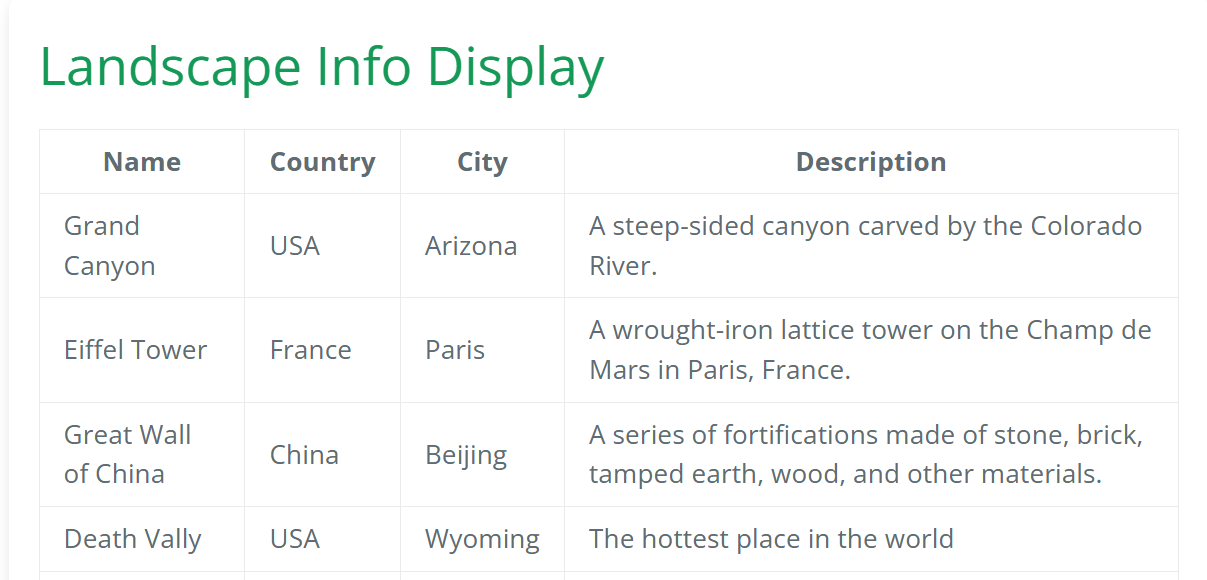 Landscape Info Display
Name Country City Description
Grand Canyon USA Arizona A steep-sided canyon carved by the Colorado River.
Eiffel Tower France Paris A wrought-iron lattice tower on the Champ de Mars in Paris, France.
Great Wall of China China Beijing A series of fortifications made of stone, brick, tamped earth, wood, and other materials.
Death Vally USA Wyoming The hottest place in the world